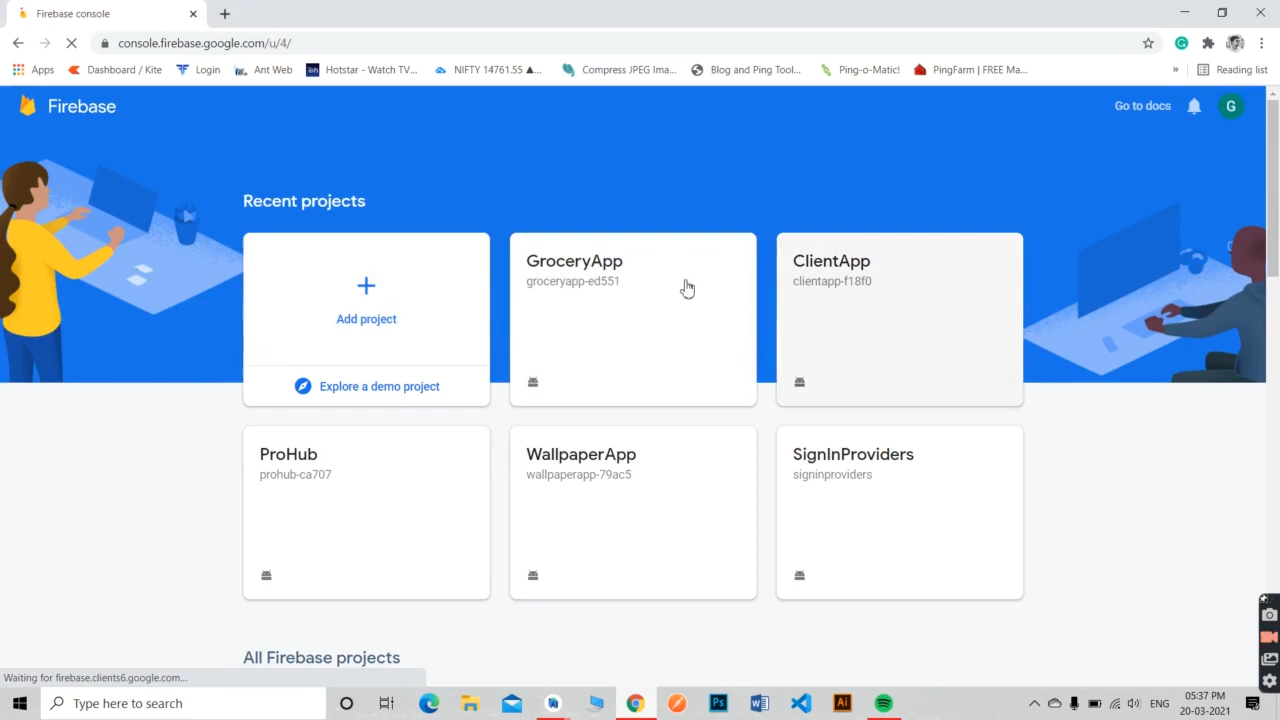 Firebase console
console.firebase.google.com/u/4/
Apps
Dashboard / Kite
Login
Ant Web
Hotstar - Watch TV...
NIFTY 14761.55 ▲...
Compress JPEG Ima...
Blog and Ping Tool...
Ping-o-Matic!
PingFarm | FREE Ma...
»
Reading list
Firebase
Go to docs
G
Recent projects
Add project
Explore a demo project
GroceryApp
groceryapp-ed551
ClientApp
clientapp-f18f0
ProHub
prohub-ca707
WallpaperApp
wallpaperapp-79ac5
SignInProviders
signinproviders
All Firebase projects
Waiting for firebase.clients6.google.com...
Type here to search
Ps
Ai
ENG
05:37 PM
20-03-2021